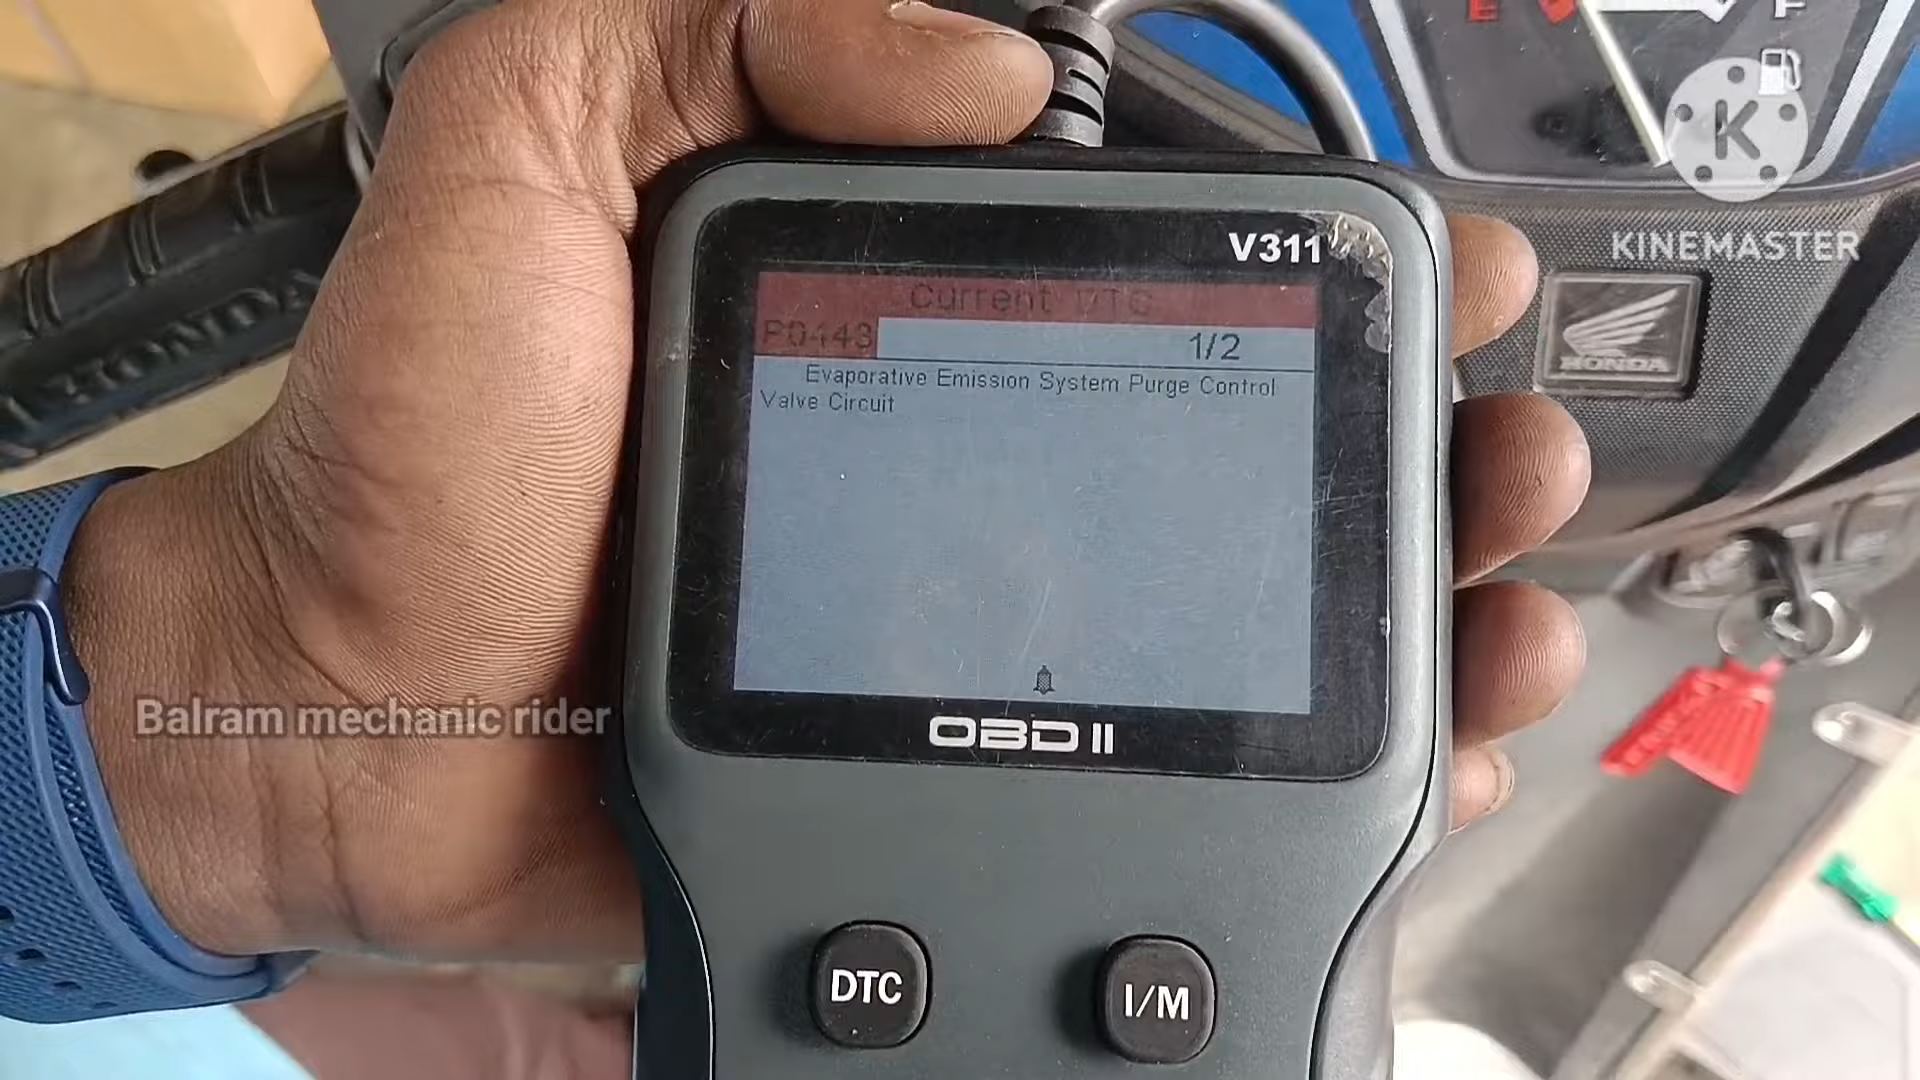 E
F
K
KINEMASTER
HONDA
HONDA
V311
Current DTC
P0443
1/2
Evaporative Emission System Purge Control
Valve Circuit
OBD II
Balram mechanic rider
DTC
I/M